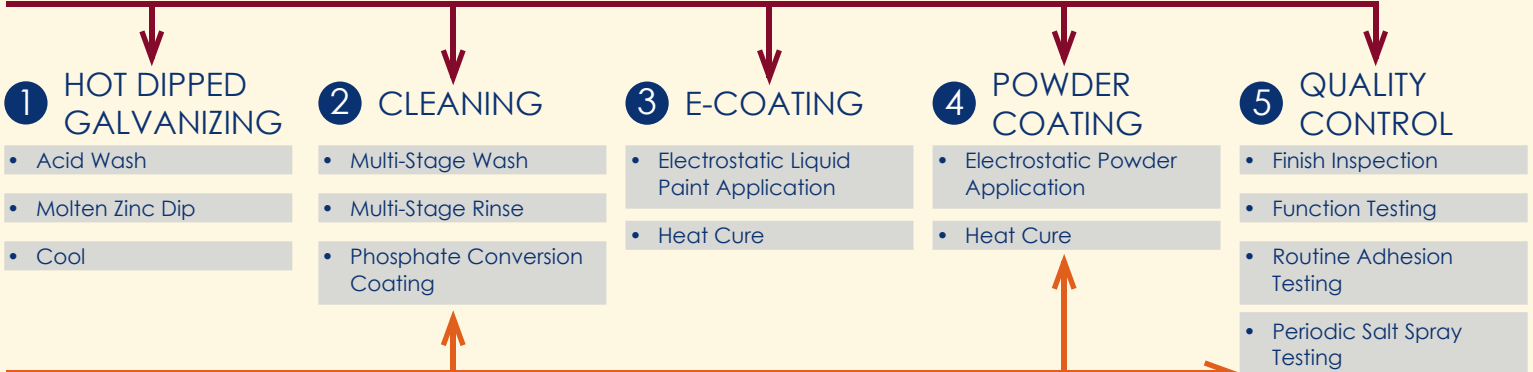 1 HOT DIPPED
GALVANIZING
• Acid Wash
• Molten Zinc Dip
• Cool
2 CLEANING
• Multi-Stage Wash
• Multi-Stage Rinse
• Phosphate Conversion
Coating
3 E-COATING
• Electrostatic Liquid
Paint Application
• Heat Cure
4 POWDER
COATING
• Electrostatic Powder
Application
• Heat Cure
5 QUALITY
CONTROL
• Finish Inspection
• Function Testing
• Routine Adhesion
Testing
• Periodic Salt Spray
Testing